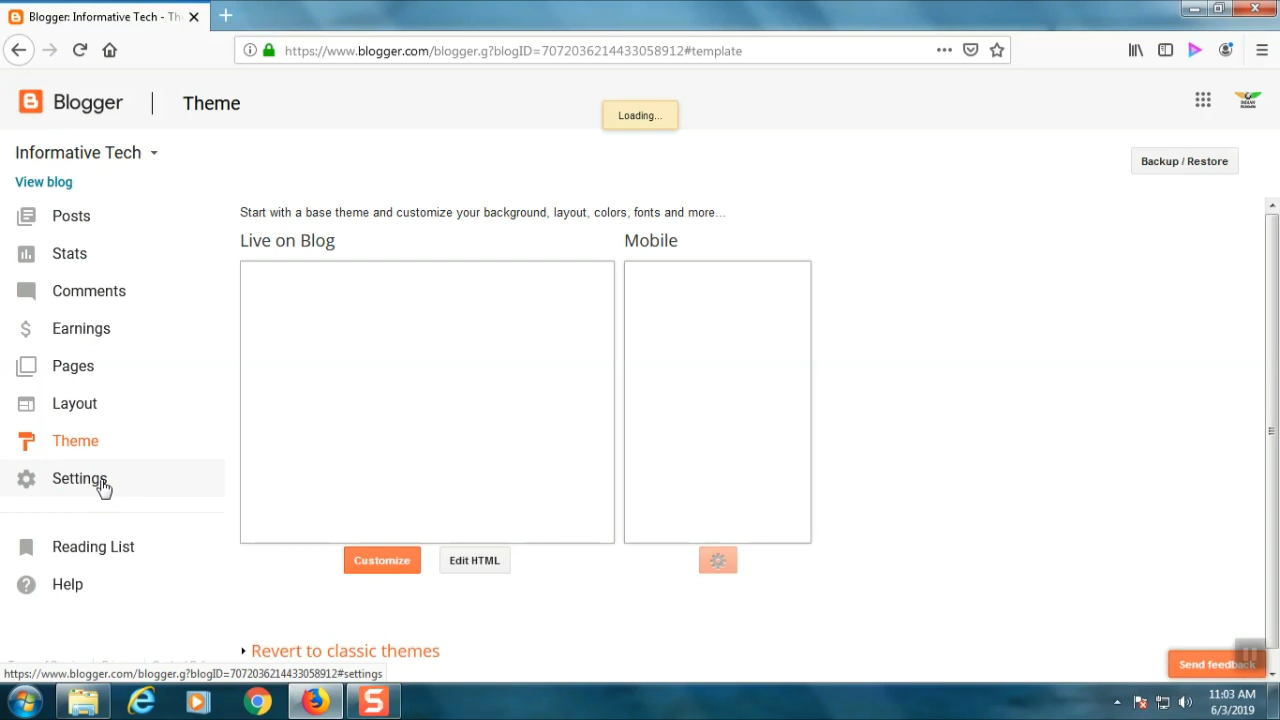 Blogger: Informative Tech - Th
https://www.blogger.com/blogger.g?blogID=7072036214433058912#template
Blogger
Theme
Loading...
Informative Tech
Backup / Restore
View blog
Posts
Start with a base theme and customize your background, layout, colors, fonts and more...
Live on Blog
Mobile
Stats
Comments
Earnings
Pages
Layout
Theme
Settings
Reading List
Customize
Edit HTML
Help
Revert to classic themes
Send feedback
https://www.blogger.com/blogger.g?blogID=7072036214433058912#settings
11:03 AM
6/3/2019